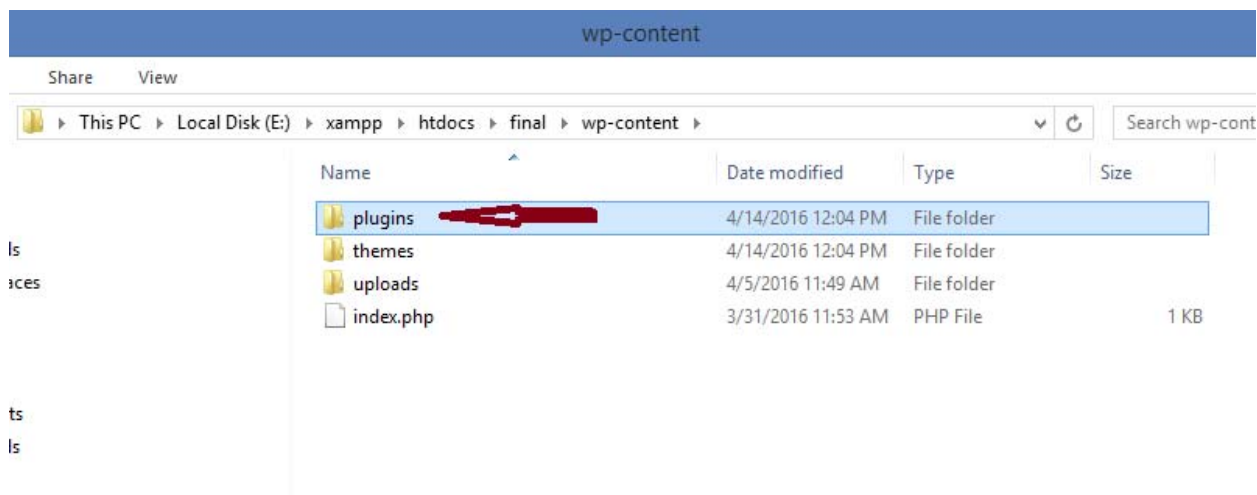 wp-content
Share View
This PC Local Disk (E:) xampp htdocs final wp-content Search wp-cont
Name Date modified Type Size
plugins 4/14/2016 12:04 PM File folder
ls themes 4/14/2016 12:04 PM File folder
aces uploads 4/5/2016 11:49 AM File folder
index.php 3/31/2016 11:53 AM PHP File 1 KB
ts
ls